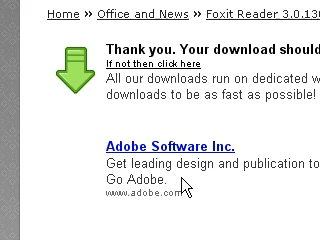 Home » Office and News » Foxit Reader 3.0.13
Thank you. Your download should
If not then click here
All our downloads run on dedicated
downloads to be as fast as possible!
Adobe Software Inc.
Get leading design and publication to
Go Adobe.
www.adobe.com